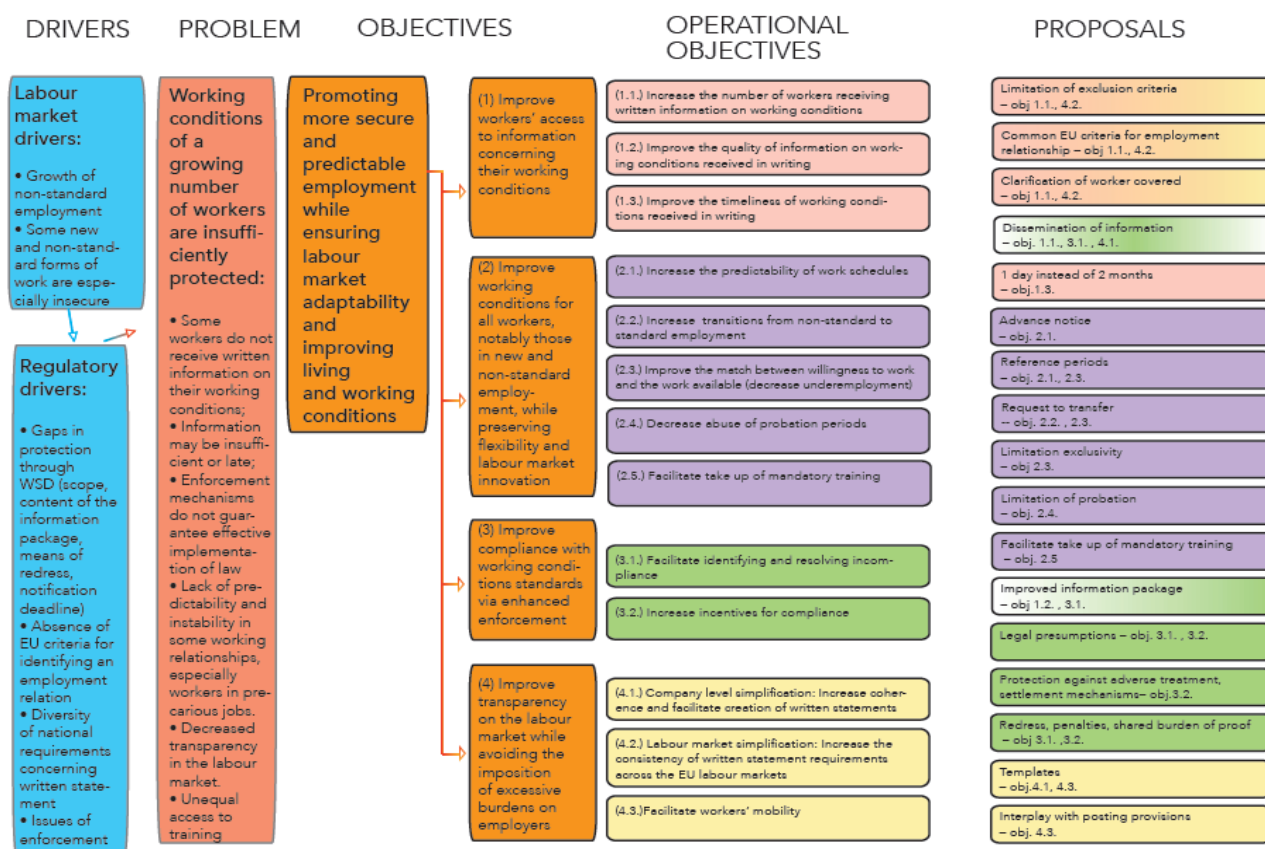 DRIVERS
PROBLEM
OBJECTIVES
OPERATIONAL
OBJECTIVES
PROPOSALS
Labour
market
drivers:
• Growth of
non-standard
employment
• Some new
and non-stand-
ard forms of
work are espe-
cially insecure
Regulatory
drivers:
• Gaps in
protection
through
WSD (scope,
content of the
information
package,
means of
redress,
notification
deadline)
• Absence of
EU criteria for
identifying an
employment
relation
• Diversity
of national
requirements
concerning
written state-
ment
• Issues of
enforcement
Working
conditions
of a
growing
number
of workers
are insuffi-
ciently
protected:
• Some
workers do not
receive written
information on
their working
conditions;
• Information
may be insuffi-
cient or late;
• Enforcement
mechanisms
do not guar-
antee effective
implementa-
tion of law
• Lack of pre-
dictability and
instability in
some working
relationships,
especially
workers in pre-
carious jobs.
• Decreased
transparency
in the labour
market.
• Unequal
access to
training
Promoting
more secure
and
predictable
employment
while
ensuring
labour
market
adaptability
and
improving
living
and working
conditions
(1) Improve
workers' access
to information
concerning
their working
conditions
(2) Improve
working
conditions for
all workers,
notably those
in new and
non-standard
employ-
ment, while
preserving
flexibility and
labour market
innovation
(3) Improve
compliance with
working condi-
tions standards
via enhanced
enforcement
(4) Improve
transparency
on the labour
market while
avoiding the
imposition
of excessive
burdens on
employers
(1.1.) Increase the number of workers receiving
written information on working conditions
(1.2.) Improve the quality of information on work-
ing conditions received in writing
(1.3.) Improve the timeliness of working condi-
tions received in writing
(2.1.) Increase the predictability of work schedules
(2.2.) Increase transitions from non-standard to
standard employment
(2.3.) Improve the match between willingness to work
and the work available (decrease underemployment)
(2.4.) Decrease abuse of probation periods
(2.5.) Facilitate take up of mandatory training
(3.1.) Facilitate identifying and resolving incom-
pliance
(3.2.) Increase incentives for compliance
(4.1.) Company level simplification: Increase coher-
ence and facilitate creation of written statements
(4.2.) Labour market simplification: Increase the
consistency of written statement requirements
across the EU labour markets
(4.3.)Facilitate workers' mobility
Limitation of exclusion criteria
– obj 1.1., 4.2.
Common EU criteria for employment
relationship – obj 1.1., 4.2.
Clarification of worker covered
– obj 1.1., 4.2.
Dissemination of information
– obj. 1.1., 3.1. , 4.1.
1 day instead of 2 months
– obj.1.3.
Advance notice
– obj. 2.1.
Reference periods
– obj. 2.1., 2.3.
Request to transfer
-- obj. 2.2. , 2.3.
Limitation exclusivity
– obj. 2.3.
Limitation of probation
– obj. 2.4.
Facilitate take up of mandatory training
– obj. 2.5
Improved information package
– obj 1.2. , 3.1.
Legal presumptions – obj. 3.1. , 3.2.
Protection against adverse treatment,
settlement mechanisms– obj.3.2.
Redress, penalties, shared burden of proof
– obj 3.1. ,3.2.
Templates
– obj.4.1, 4.3.
Interplay with posting provisions
– obj. 4.3.